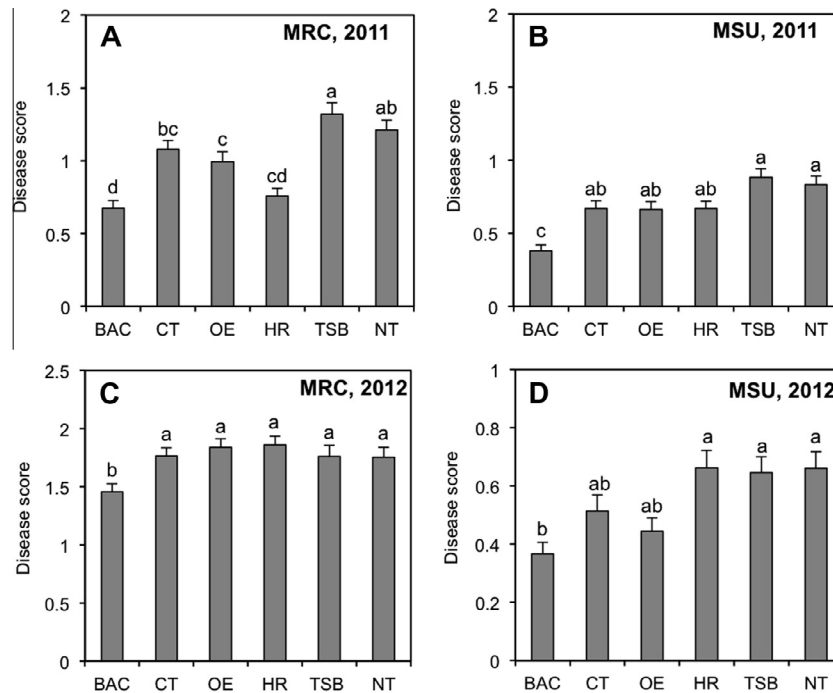 A MRC, 2011
Disease score
2
1.5
1
0.5
0
d bc c cd a ab
BAC CT OE HR TSB NT
B MSU, 2011
Disease score
2
1.5
1
0.5
0
c ab ab ab a a
BAC CT OE HR TSB NT
C MRC, 2012
Disease score
2.5
2
1.5
1
0.5
0
b a a a a a
BAC CT OE HR TSB NT
D MSU, 2012
Disease score
1
0.8
0.6
0.4
0.2
0
b ab ab a a a
BAC CT OE HR TSB NT